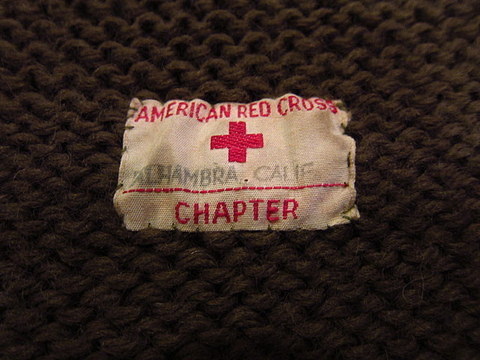 AMERICAN RED CROSS
ALHAMBRA, CALIF
CHAPTER